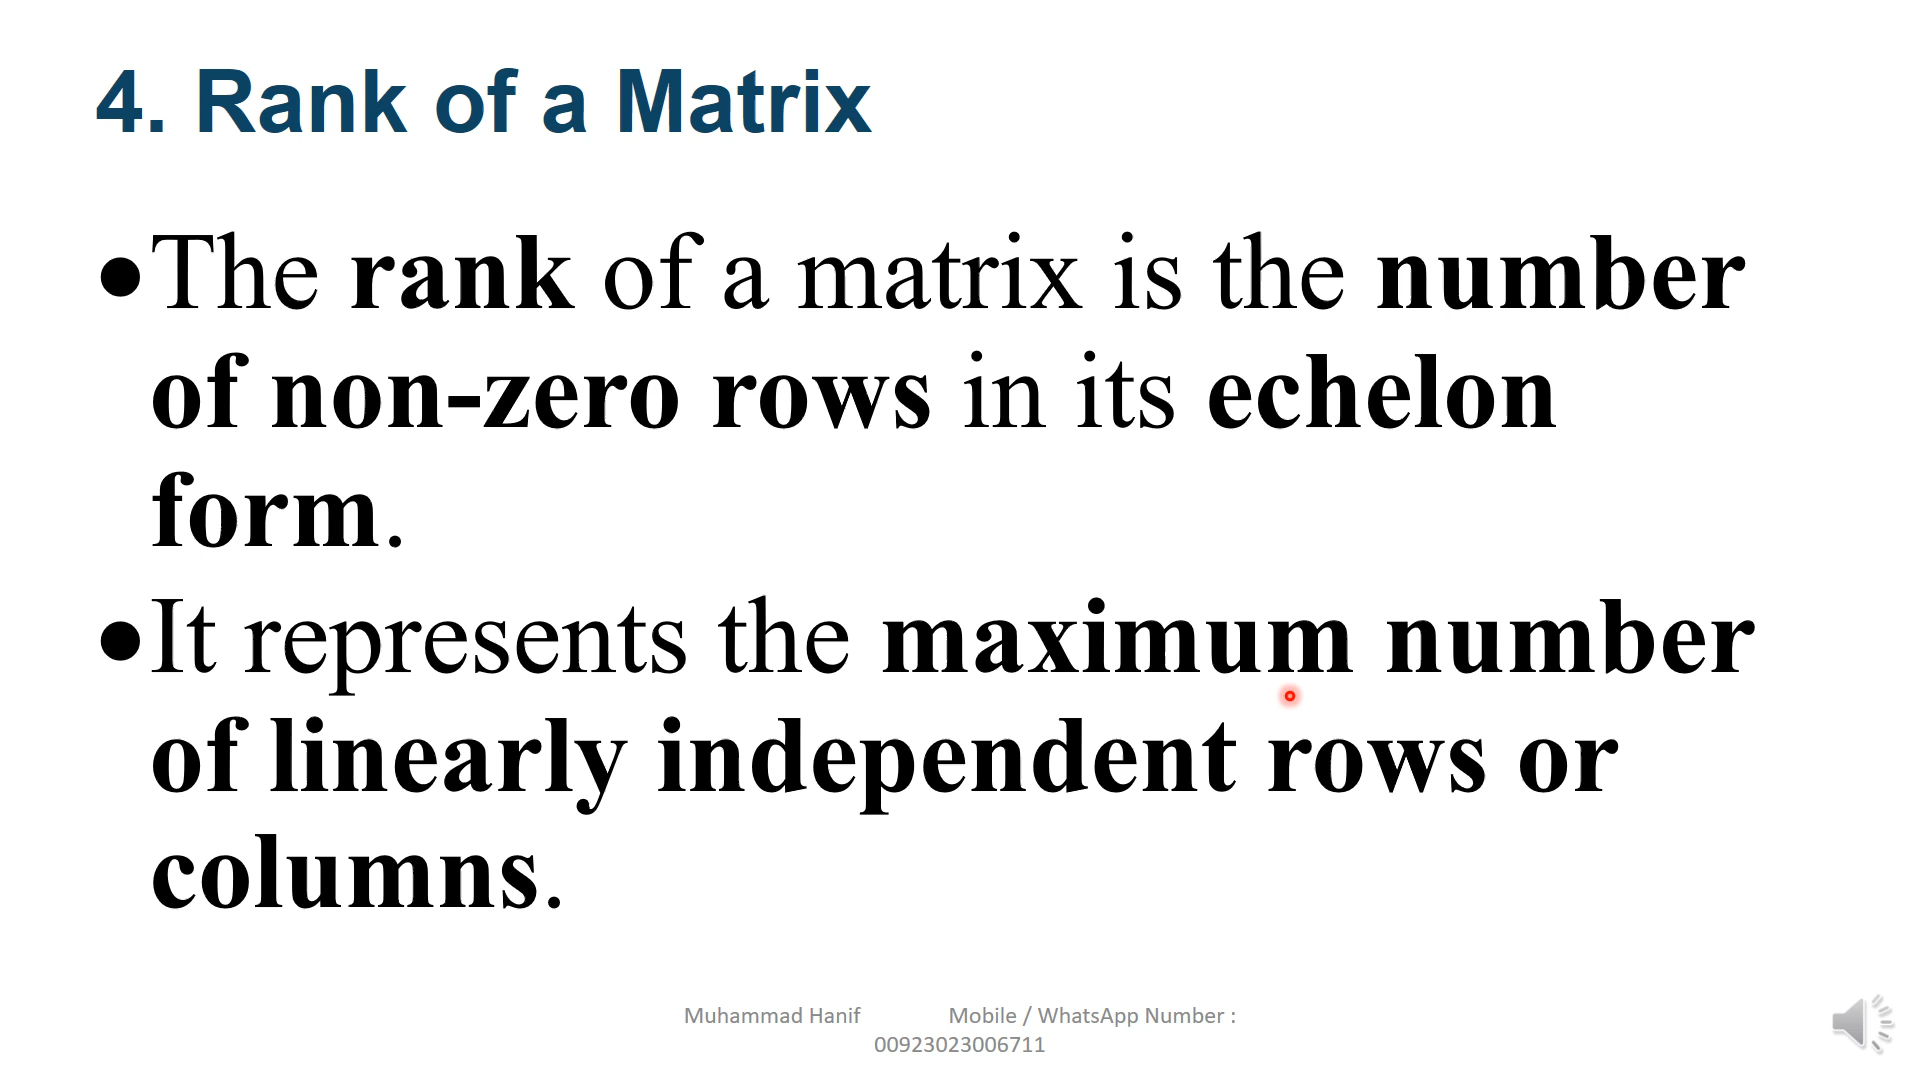 4. Rank of a Matrix
•The rank of a matrix is the number
of non-zero rows in its echelon
form.
•It represents the maximum number
of linearly independent rows or
columns.
Muhammad Hanif Mobile / WhatsApp Number :
00923023006711